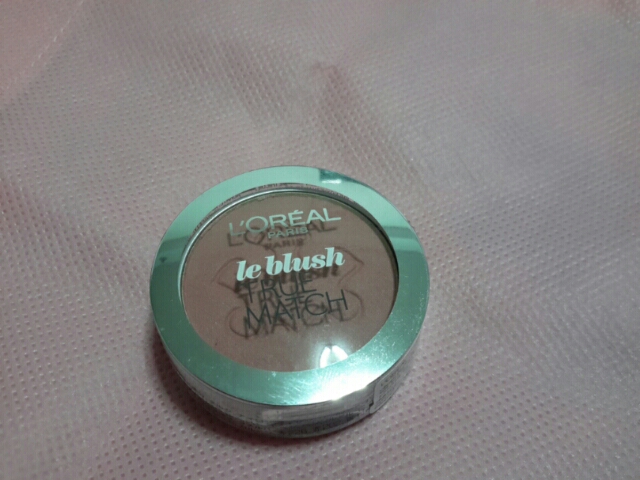 L'ORÉAL
PARIS
le blush
TRUE
MATCH